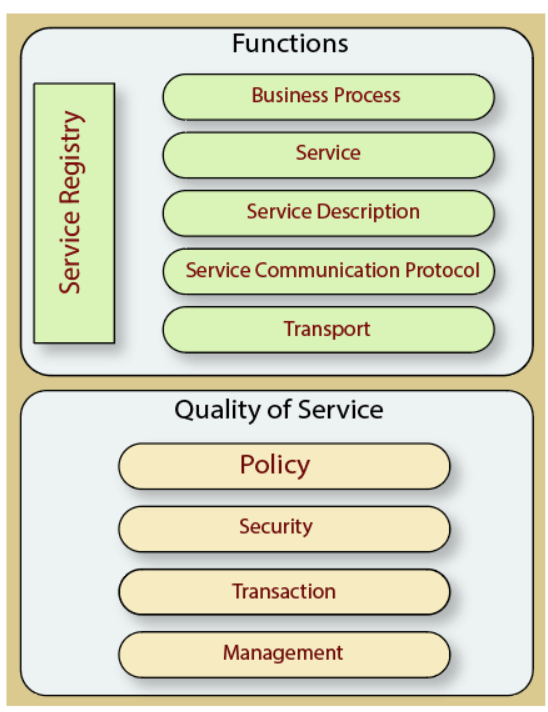 Functions
Service Registry
Business Process
Service
Service Description
Service Communication Protocol
Transport
Quality of Service
Policy
Security
Transaction
Management